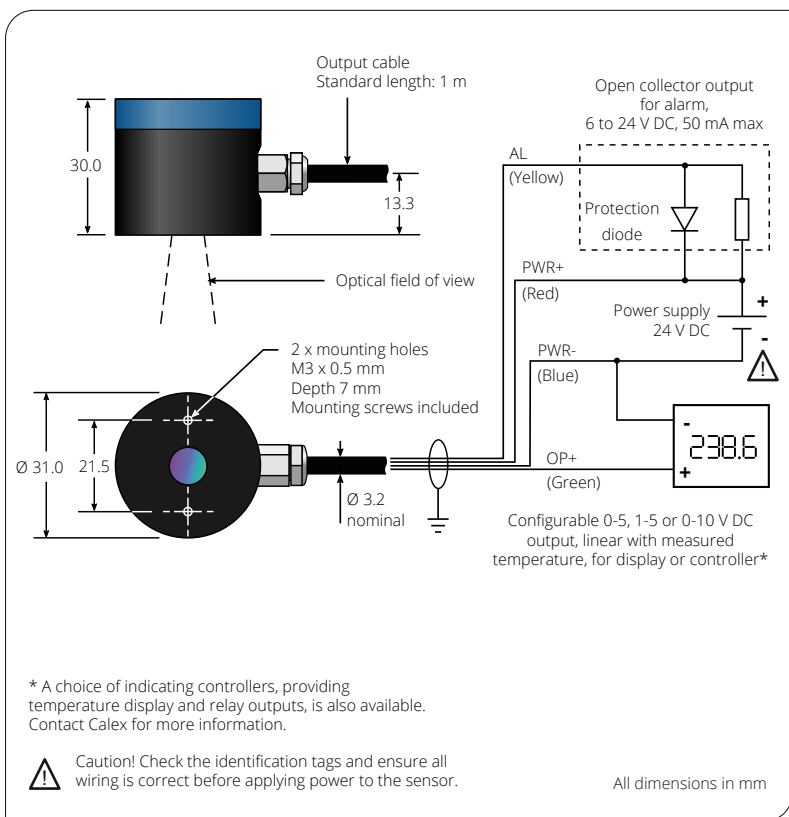 Output cable
Standard length: 1 m
Open collector output
for alarm,
6 to 24 V DC, 50 mA max
30.0
13.3
AL
(Yellow)
Protection
diode
Optical field of view
PWR+
(Red)
Power supply
24 V DC
+
-
2 x mounting holes
M3 x 0.5 mm
Depth 7 mm
Mounting screws included
PWR-
(Blue)
Ø 31.0
21.5
Ø 3.2
nominal
OP+
(Green)
-
238.6
+
Configurable 0-5, 1-5 or 0-10 V DC
output, linear with measured
temperature, for display or controller*
* A choice of indicating controllers, providing
temperature display and relay outputs, is also available.
Contact Calex for more information.
Caution! Check the identification tags and ensure all
wiring is correct before applying power to the sensor.
All dimensions in mm